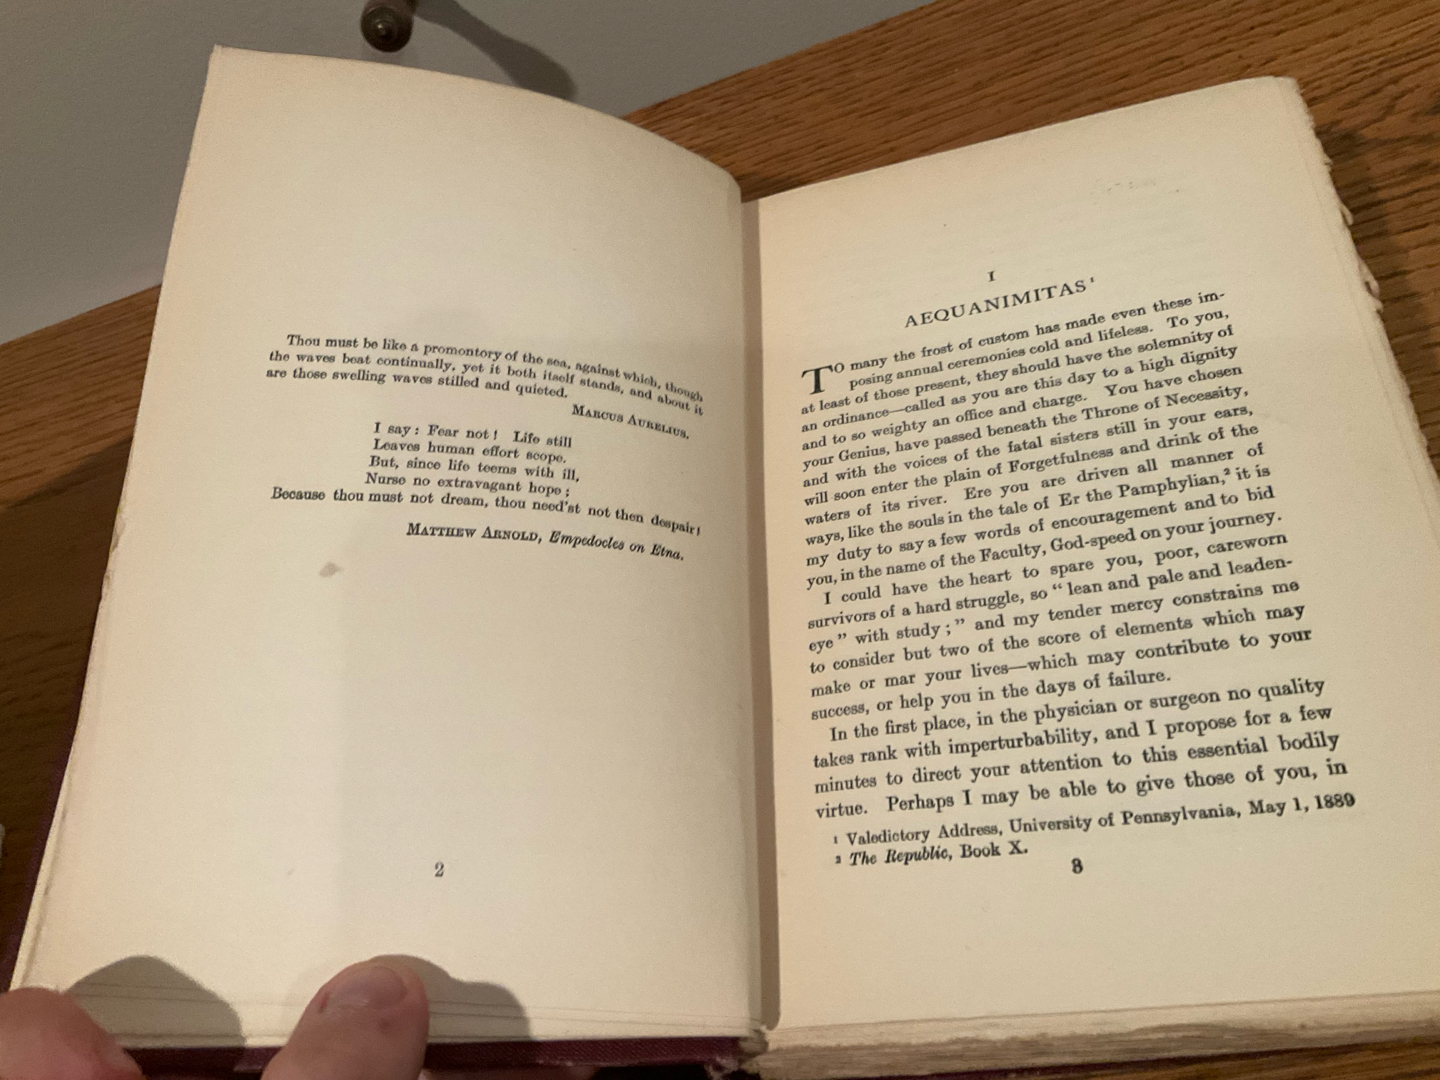 Thou must be like a promontory of the sea, against which, though
the waves beat continually, yet it both itself stands, and about it
are those swelling waves stilled and quieted.
MARCUS AURELIUS.
I say: Fear not! Life still
Leaves human effort scope.
But, since life teems with ill,
Nurse no extravagant hope;
Because thou must not dream, thou need'st not then despair!
MATTHEW ARNOLD, Empedocles on Etna.
2
I
AEQUANIMITAS¹
TO many the frost of custom has made even these im-
posing annual ceremonies cold and lifeless. To you,
at least of those present, they should have the solemnity of
an ordinance—called as you are this day to a high dignity
and to so weighty an office and charge. You have chosen
your Genius, have passed beneath the Throne of Necessity,
and with the voices of the fatal sisters still in your ears,
will soon enter the plain of Forgetfulness and drink of the
waters of its river. Ere you are driven all manner of
ways, like the souls in the tale of Er the Pamphylian,² it is
my duty to say a few words of encouragement and to bid
you, in the name of the Faculty, God-speed on your journey.
I could have the heart to spare you, poor, careworn
survivors of a hard struggle, so “ lean and pale and leaden-
eye ” with study ; ” and my tender mercy constrains me
to consider but two of the score of elements which may
make or mar your lives—which may contribute to your
success, or help you in the days of failure.
In the first place, in the physician or surgeon no quality
takes rank with imperturbability, and I propose for a few
minutes to direct your attention to this essential bodily
virtue. Perhaps I may be able to give those of you, in
¹ Valedictory Address, University of Pennsylvania, May 1, 1889
² The Republic, Book X.
3